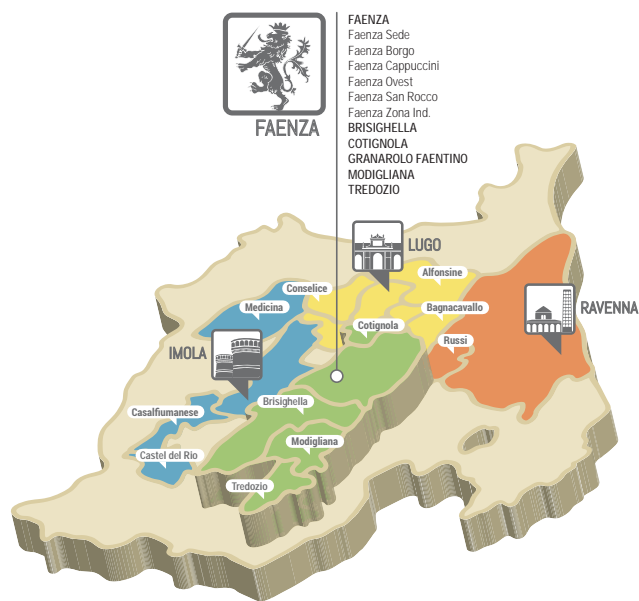 FAENZA
FAENZA
Faenza Sede
Faenza Borgo
Faenza Cappuccini
Faenza Ovest
Faenza San Rocco
Faenza Zona Ind.
BRISIGHELLA
COTIGNOLA
GRANAROLO FAENTINO
MODIGLIANA
TREDOZIO
LUGO
Alfonsine
Conselice
Medicina
Bagnacavallo
RAVENNA
Cotignola
Russi
IMOLA
Brisighella
Casalfiumanese
Modigliana
Castel del Rio
Tredozio